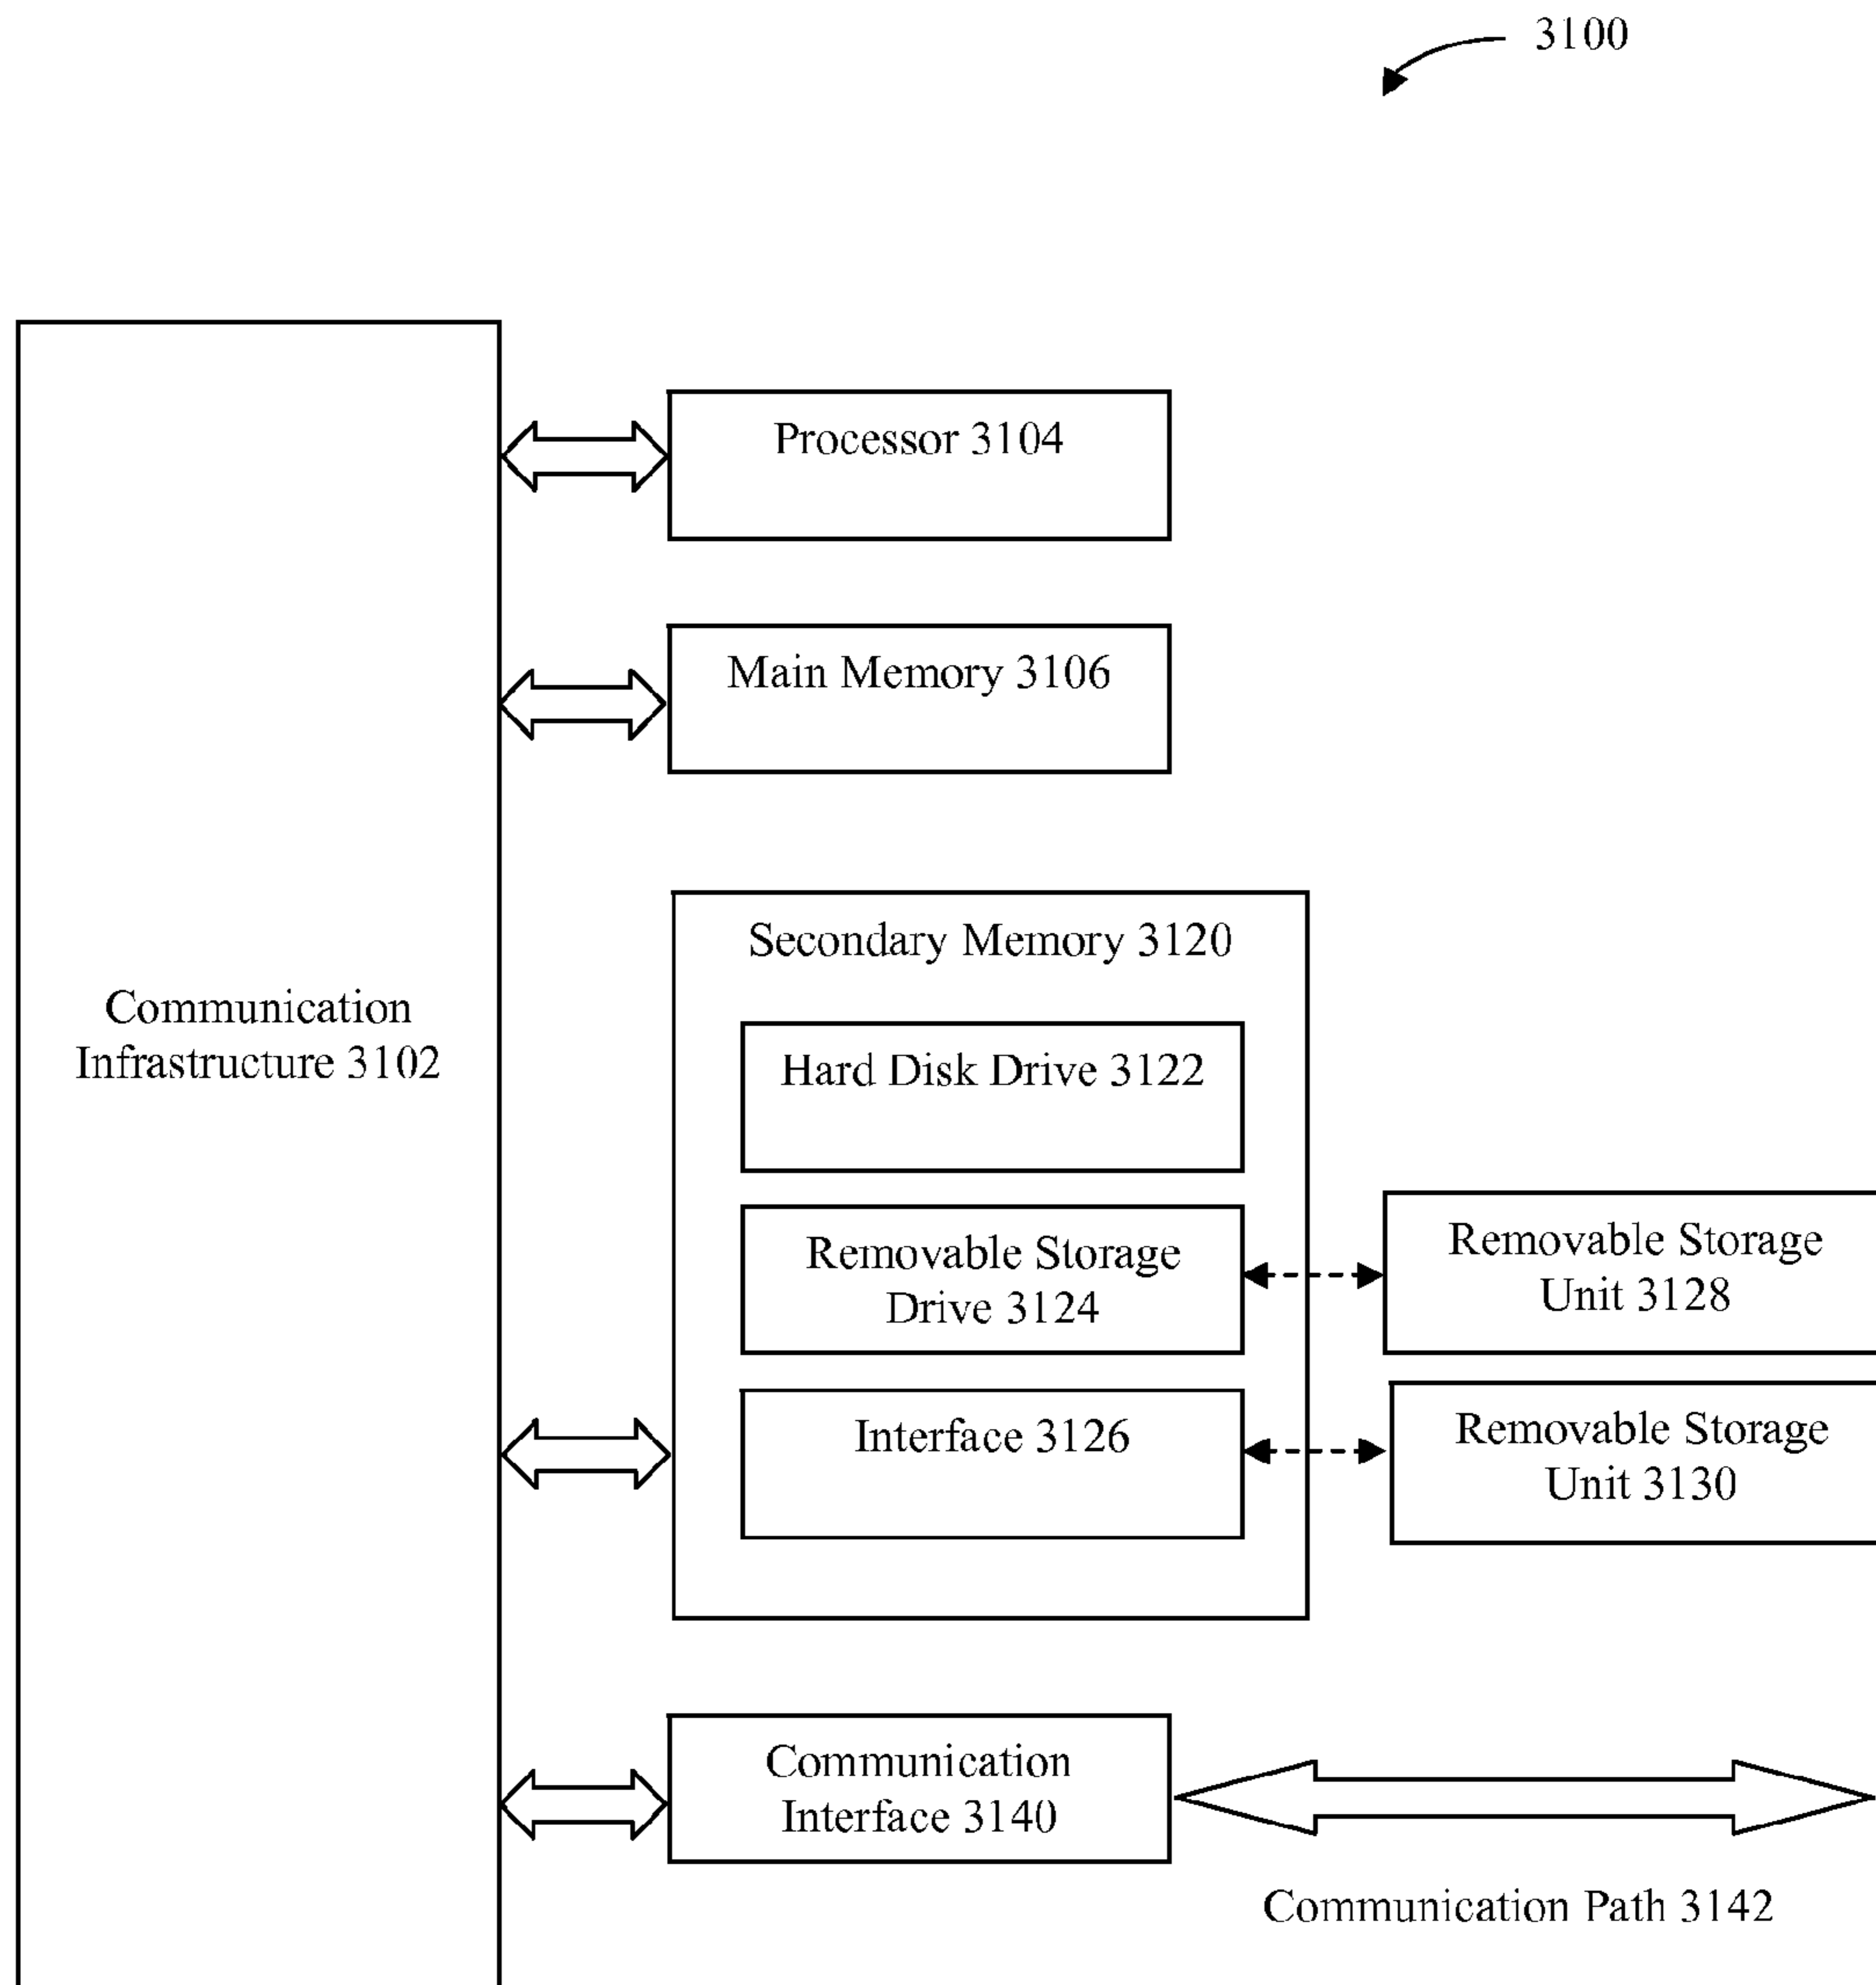 3100
Processor 3104
Main Memory 3106
Secondary Memory 3120
Communication
Infrastructure 3102
Hard Disk Drive 3122
Removable Storage
Drive 3124
Removable Storage
Unit 3128
Interface 3126
Removable Storage
Unit 3130
Communication
Interface 3140
Communication Path 3142